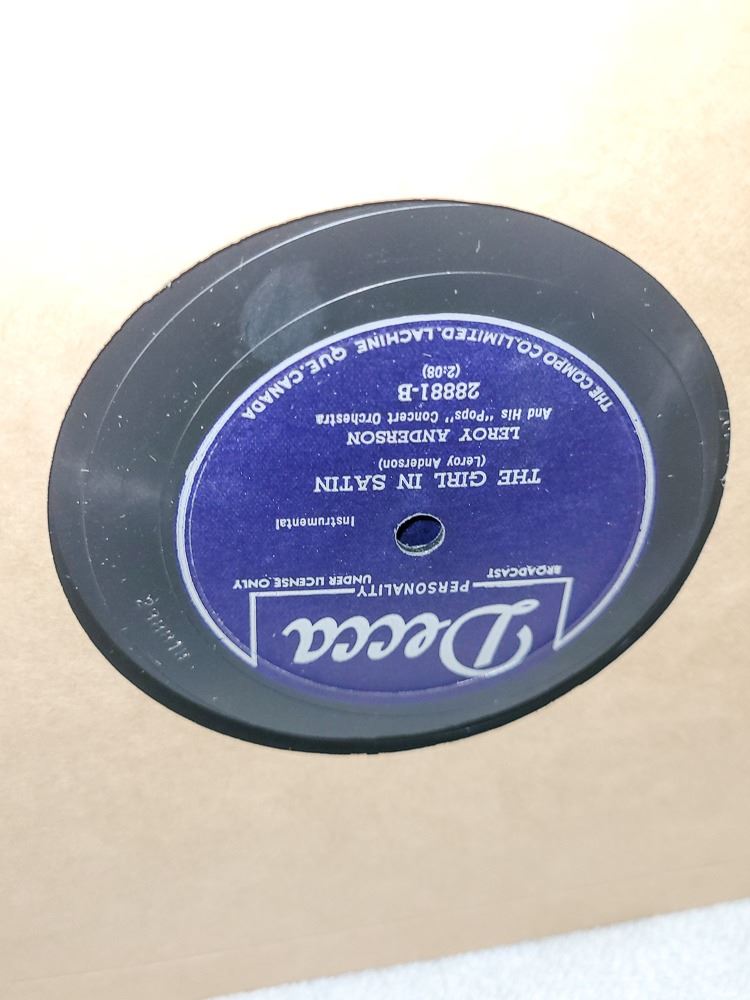 Decca
PERSONALITY
BROADCAST UNDER LICENSE ONLY
Instrumental
THE GIRL IN SATIN
(Leroy Anderson)
LEROY ANDERSON
And His "Pops" Concert Orchestra
28881-B
(2:08)
THE COMPO CO. LIMITED. LACHINE QUE. CANADA